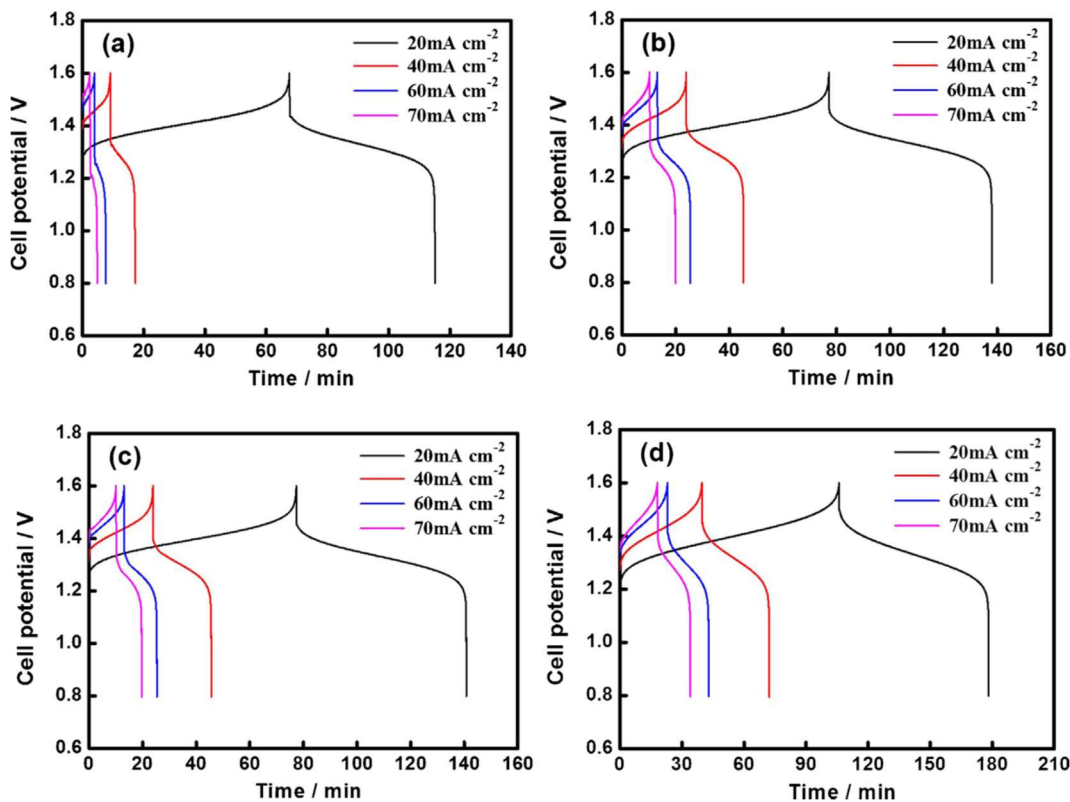 (a)
20mA cm-2
40mA cm-2
60mA cm-2
70mA cm-2
1.8
1.6
1.4
1.2
1.0
0.8
0.6
Cell potential / V
0 20 40 60 80 100 120 140
Time / min
(b)
20mA cm-2
40mA cm-2
60mA cm-2
70mA cm-2
1.8
1.6
1.4
1.2
1.0
0.8
0.6
Cell potential / V
0 20 40 60 80 100 120 140 160
Time / min
(c)
20mA cm-2
40mA cm-2
60mA cm-2
70mA cm-2
1.8
1.6
1.4
1.2
1.0
0.8
0.6
Cell potential / V
0 20 40 60 80 100 120 140 160
Time / min
(d)
20mA cm-2
40mA cm-2
60mA cm-2
70mA cm-2
1.8
1.6
1.4
1.2
1.0
0.8
0.6
Cell potential / V
0 30 60 90 120 150 180 210
Time / min